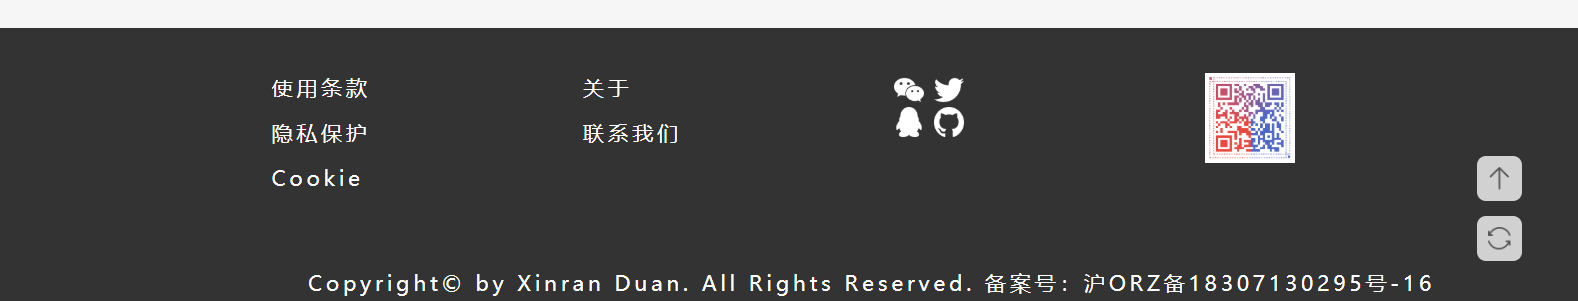 使用条款
隐私保护
Cookie
关于
联系我们
Copyright© by Xinran Duan. All Rights Reserved. 备案号：沪ORZ备18307130295号-16